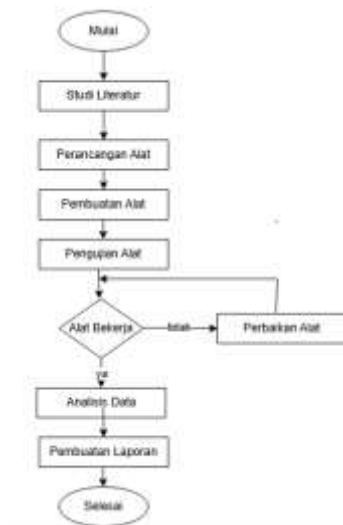 Mulai
Studi Literatur
Perancangan Alat
Pembuatan Alat
Pengujian Alat
Alat Bekerja
tidak
Perbaikan Alat
ya
Analisis Data
Pembuatan Laporan
Selesai